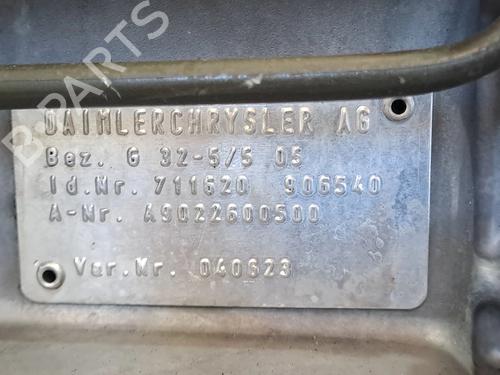 DAIMLERCHRYSLER AG
Bez. G 32-5/5 05
Id.Nr. 711620 906540
A-Nr. A9022600500
Var.Nr. 040623
B-PARTS